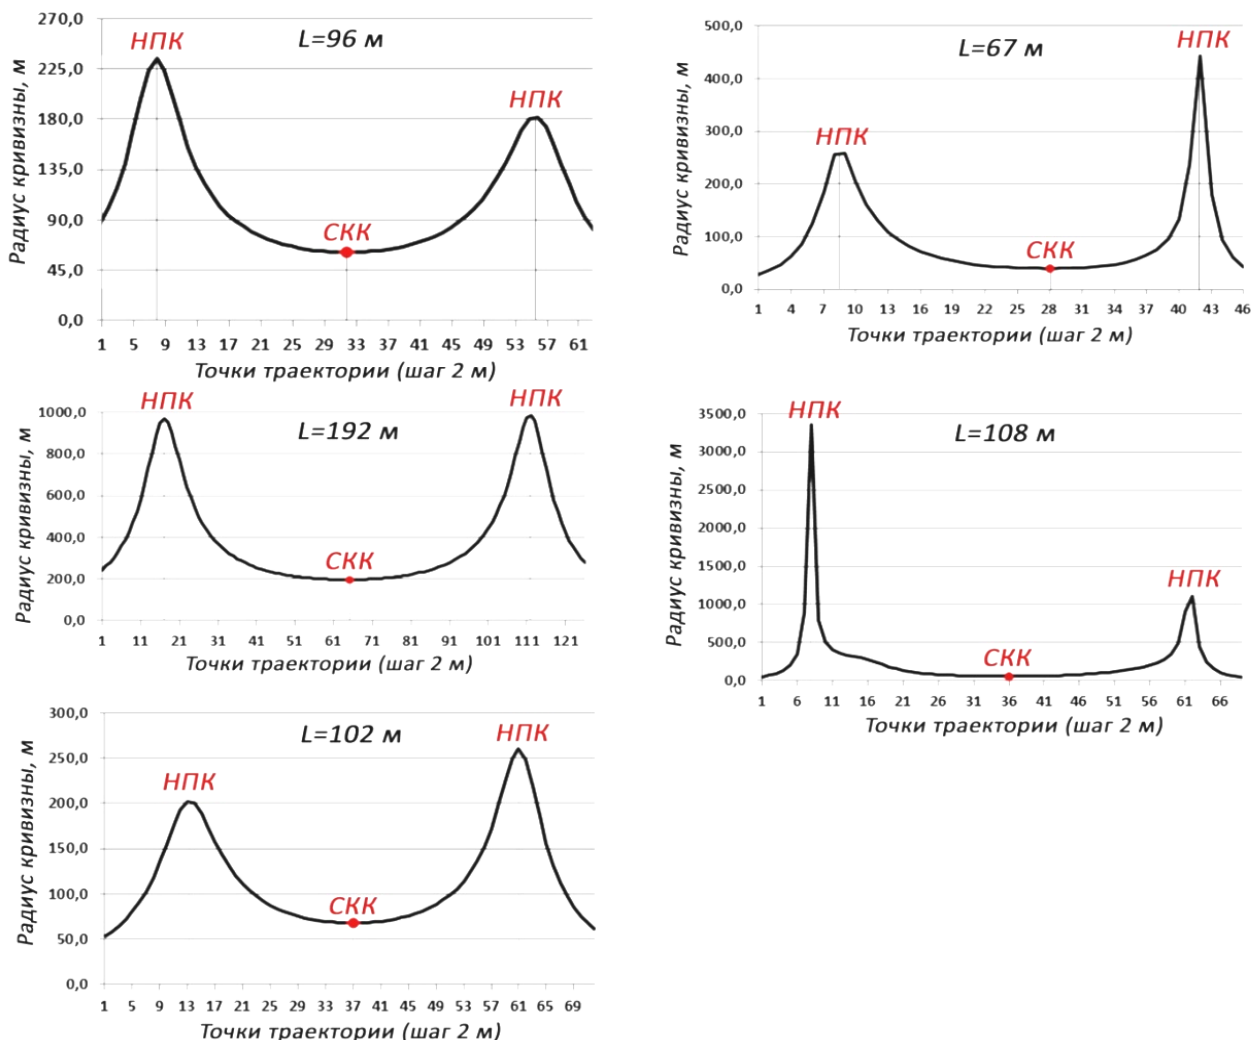 Радиус кривизны, м
270,0
225,0
180,0
135,0
90,0
45,0
0,0
L=96 м
НПК
НПК
СКК
1 5 9 13 17 21 25 29 33 37 41 45 49 53 57 61
Точки траектории (шаг 2 м)
Радиус кривизны, м
500,0
400,0
300,0
200,0
100,0
0,0
L=67 м
НПК
НПК
СКК
1 4 7 10 13 16 19 22 25 28 31 34 37 40 43 46
Точки траектории (шаг 2 м)
Радиус кривизны, м
1000,0
800,0
600,0
400,0
200,0
0,0
L=192 м
НПК
НПК
СКК
1 11 21 31 41 51 61 71 81 91 101 111 121
Точки траектории (шаг 2 м)
Радиус кривизны, м
3500,0
3000,0
2500,0
2000,0
1500,0
1000,0
500,0
0,0
L=108 м
НПК
НПК
СКК
1 6 11 16 21 26 31 36 41 46 51 56 61 66
Точки траектории (шаг 2 м)
Радиус кривизны, м
300,0
250,0
200,0
150,0
100,0
50,0
0,0
L=102 м
НПК
НПК
СКК
1 5 9 13 17 21 25 29 33 37 41 45 49 53 57 61 65 69
Точки траектории (шаг 2 м)